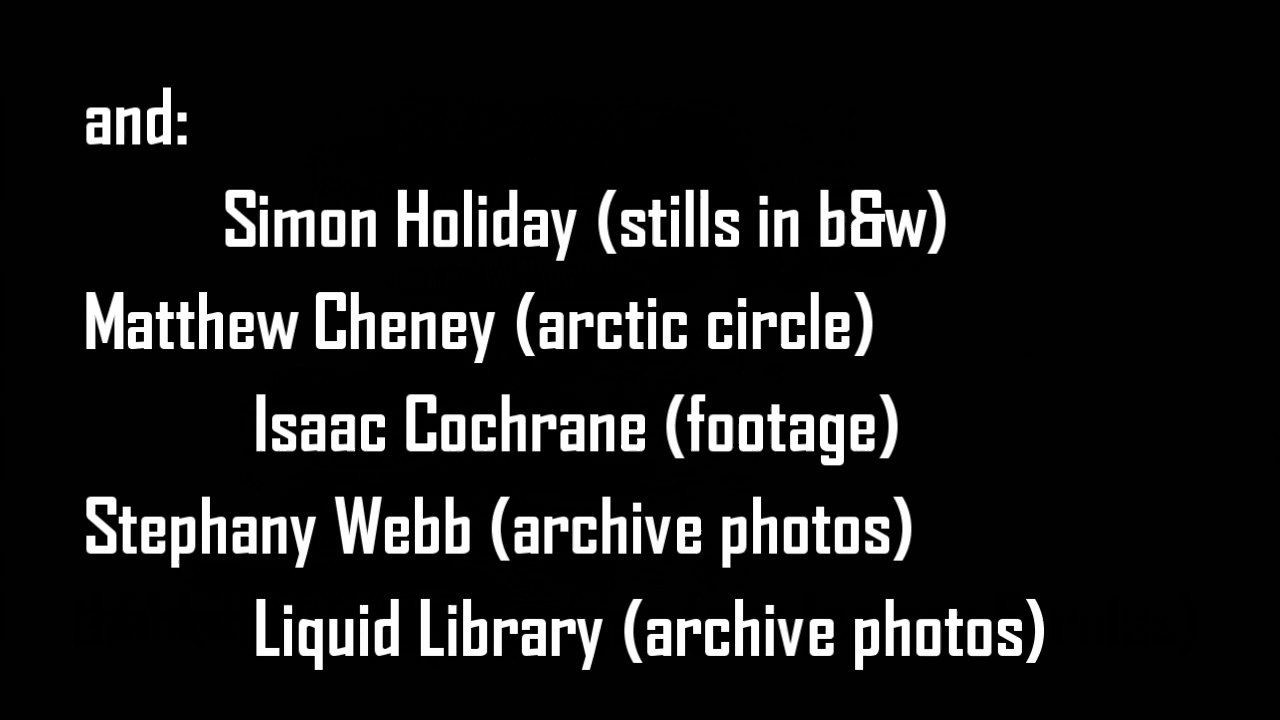 and:
Simon Holiday (stills in b&w)
Matthew Cheney (arctic circle)
Isaac Cochrane (footage)
Stephany Webb (archive photos)
Liquid Library (archive photos)